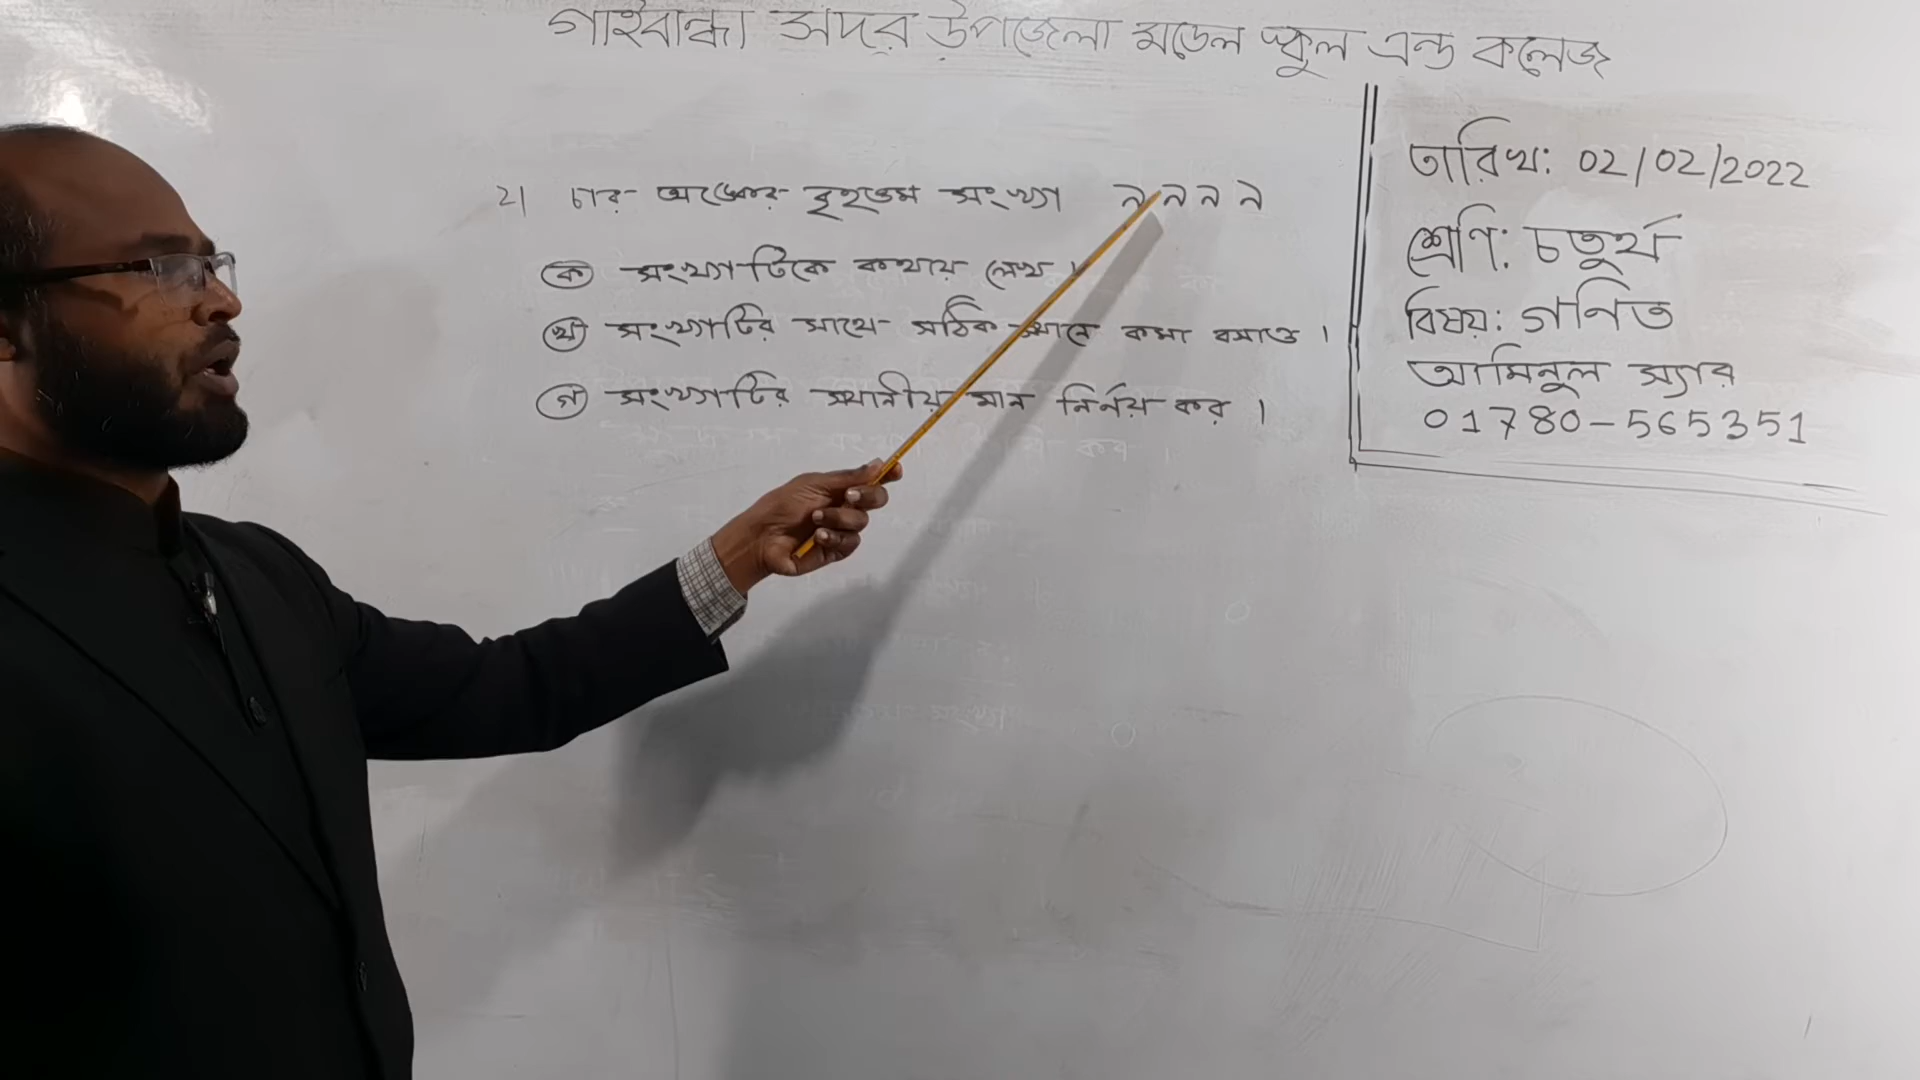 গাইবান্ধা সদর উপজেলা মডেল স্কুল এন্ড কলেজ
২। চার অঙ্কের বৃহত্তম সংখ্যা ৯৯৯৯
ক সংখ্যাটিকে কথায় লেখ।
খ সংখ্যাটির সাথে সঠিক স্থানে কমা বসাও।
গ সংখ্যাটির স্থানীয় মান নির্ণয় কর।
তারিখ: 02/02/2022
শ্রেণি: চতুর্থ
বিষয়: গণিত
আমিনুল স্যার
01780-565351